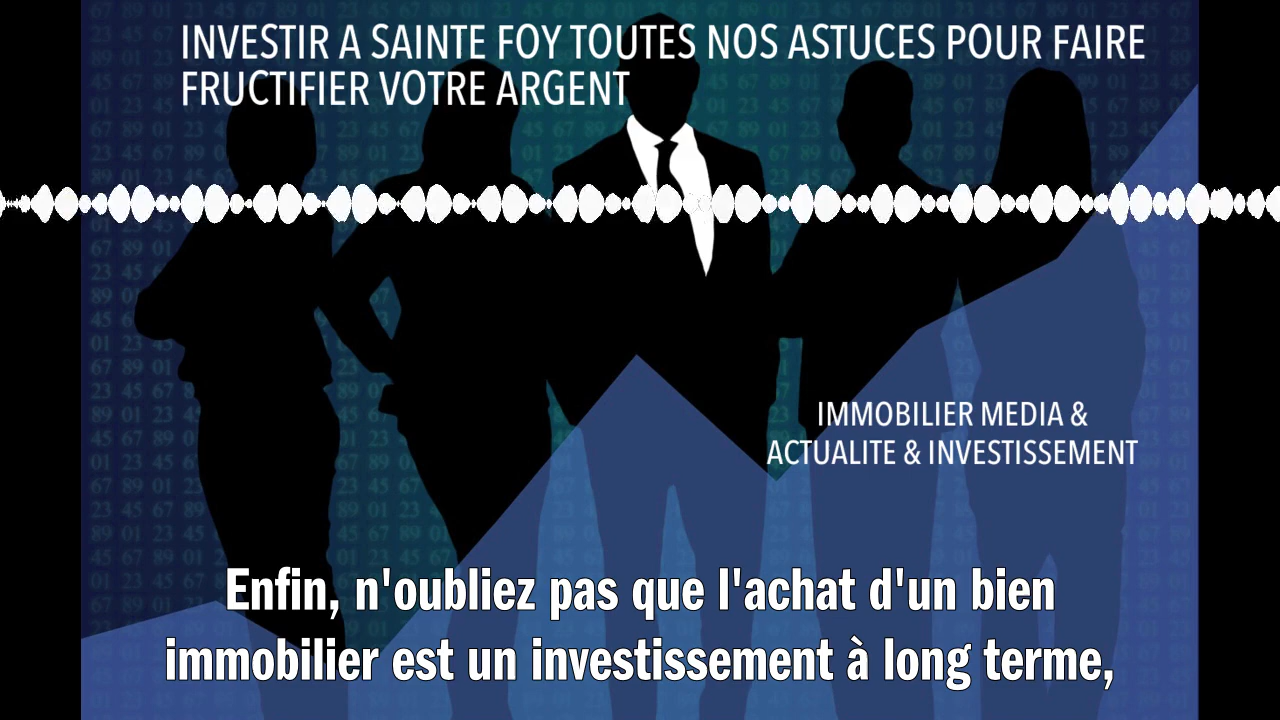 INVESTIR A SAINTE FOY TOUTES NOS ASTUCES POUR FAIRE
FRUCTIFIER VOTRE ARGENT
IMMOBILIER MEDIA &
ACTUALITE & INVESTISSEMENT
Enfin, n'oubliez pas que l'achat d'un bien
immobilier est un investissement à long terme,